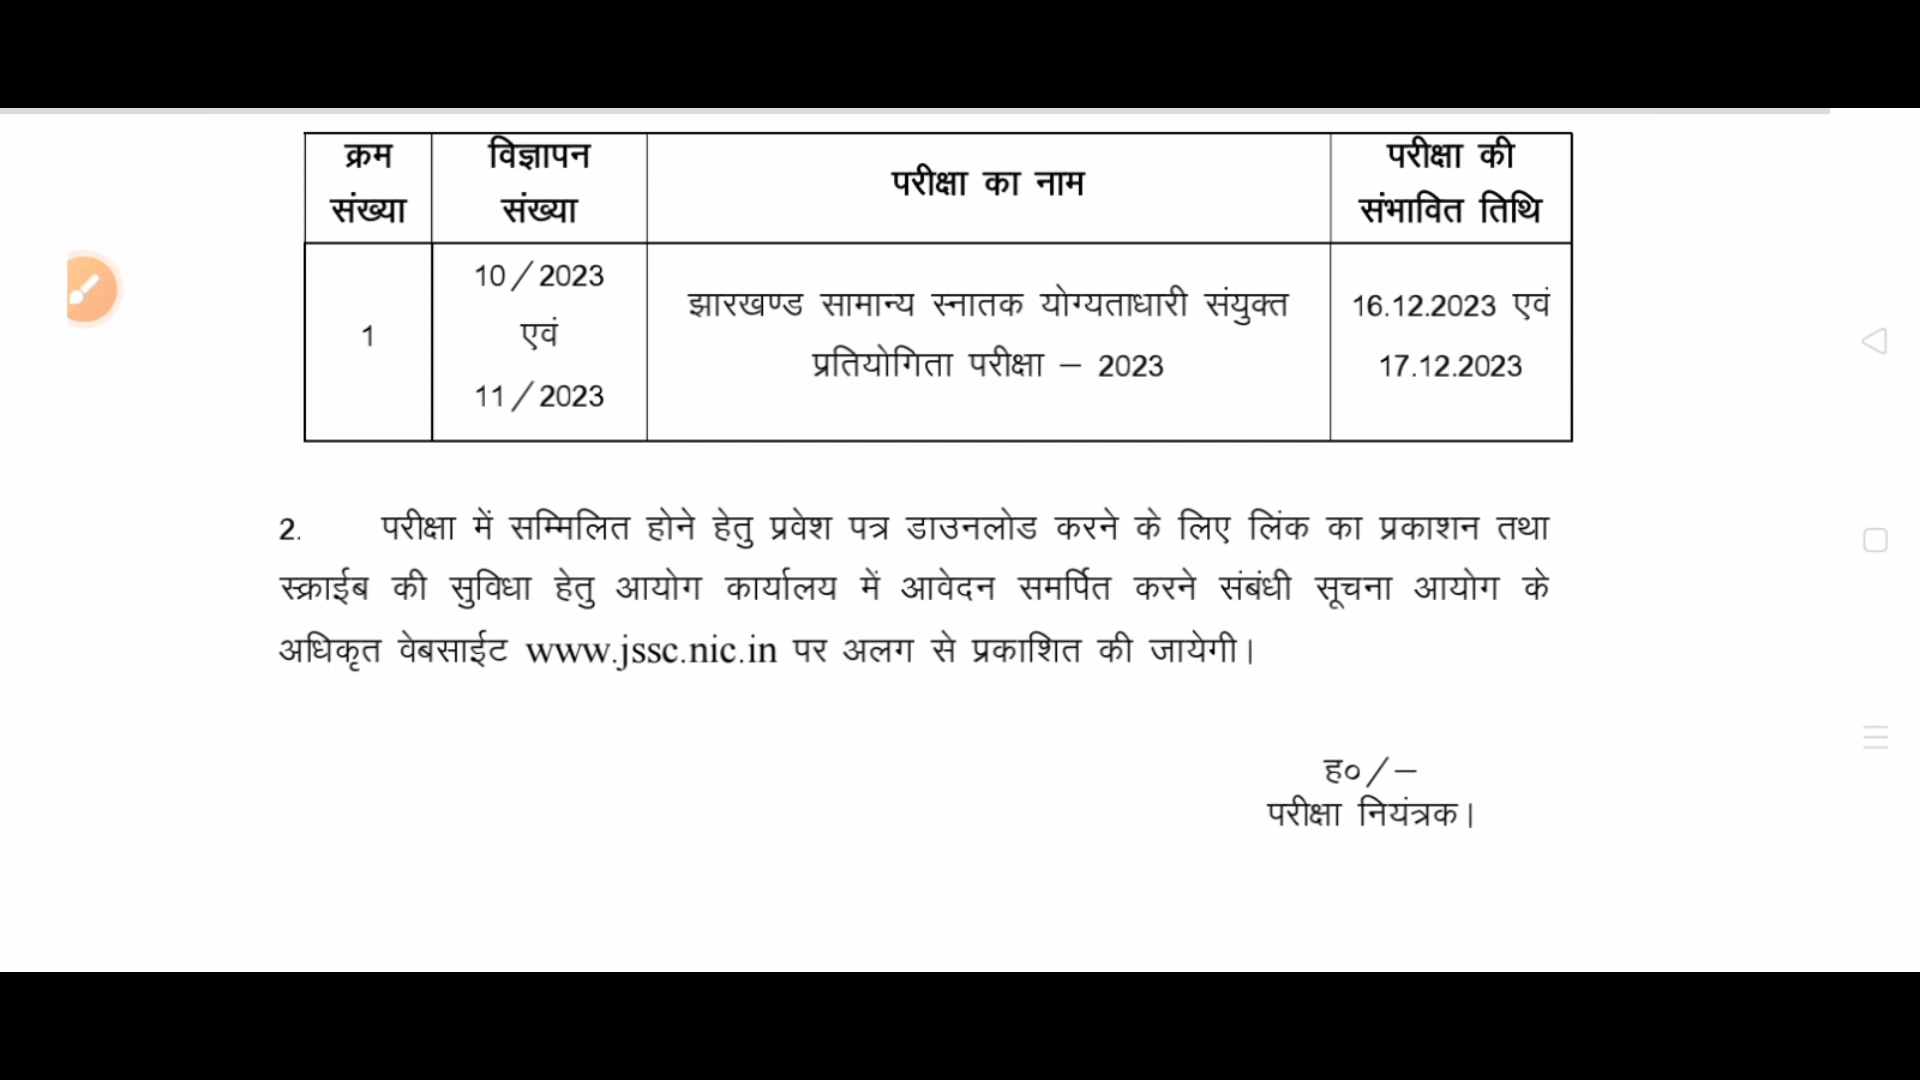 क्रम संख्या विज्ञापन संख्या परीक्षा का नाम परीक्षा की संभावित तिथि
1 10/2023 एवं 11/2023 झारखण्ड सामान्य स्नातक योग्यताधारी संयुक्त प्रतियोगिता परीक्षा – 2023 16.12.2023 एवं 17.12.2023
2. परीक्षा में सम्मिलित होने हेतु प्रवेश पत्र डाउनलोड करने के लिए लिंक का प्रकाशन तथा
स्क्राईब की सुविधा हेतु आयोग कार्यालय में आवेदन समर्पित करने संबंधी सूचना आयोग के
अधिकृत वेबसाईट www.jssc.nic.in पर अलग से प्रकाशित की जायेगी।
ह०/–
परीक्षा नियंत्रक।